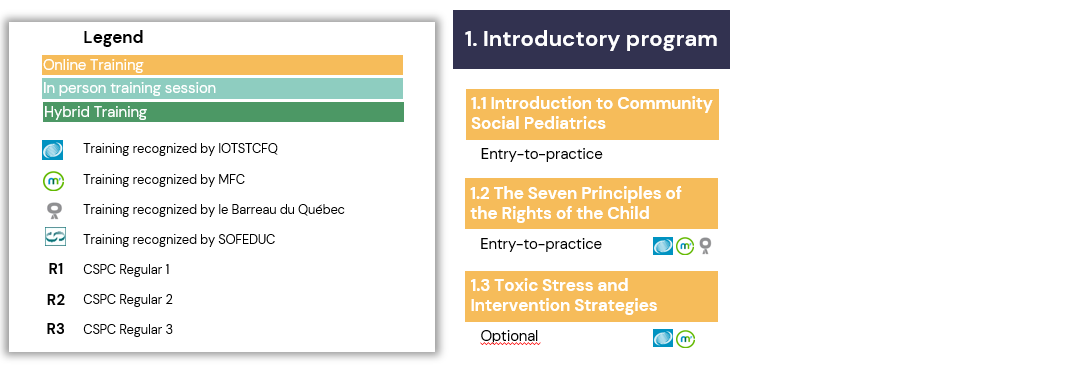 Legend
Online Training
In person training session
Hybrid Training
Training recognized by IOTSTCFQ
Training recognized by MFC
Training recognized by le Barreau du Québec
Training recognized by SOFEDUC
R1 CSPC Regular 1
R2 CSPC Regular 2
R3 CSPC Regular 3
1. Introductory program
1.1 Introduction to Community
Social Pediatrics
Entry-to-practice
1.2 The Seven Principles of
the Rights of the Child
Entry-to-practice
1.3 Toxic Stress and
Intervention Strategies
Optional